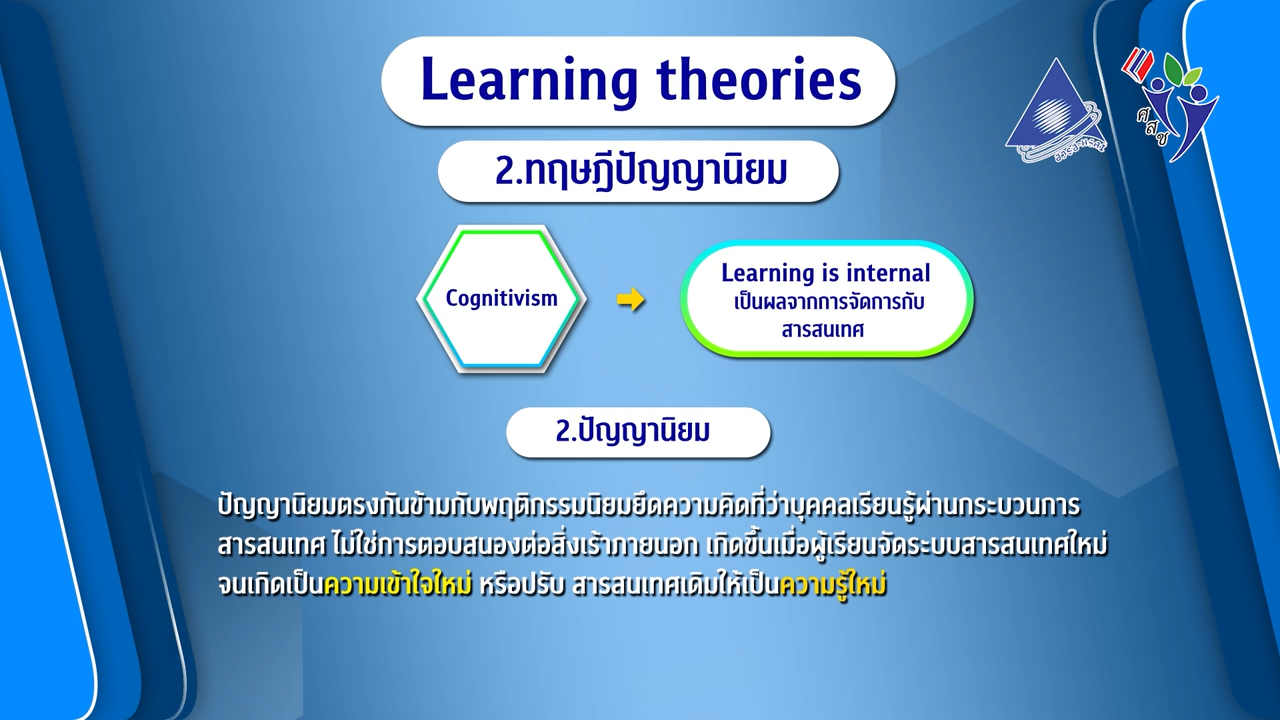 Learning theories
2.ทฤษฎีปัญญานิยม
Cognitivism
Learning is internal
เป็นผลจากการจัดการกับ
สารสนเทศ
2.ปัญญานิยม
ปัญญานิยมตรงกันข้ามกับพฤติกรรมนิยมยึดความคิดที่ว่าบุคคลเรียนรู้ผ่านกระบวนการ
สารสนเทศ ไม่ใช่การตอบสนองต่อสิ่งเร้าภายนอก เกิดขึ้นเมื่อผู้เรียนจัดระบบสารสนเทศใหม่
จนเกิดเป็นความเข้าใจใหม่ หรือปรับ สารสนเทศเดิมให้เป็นความรู้ใหม่
ศสช